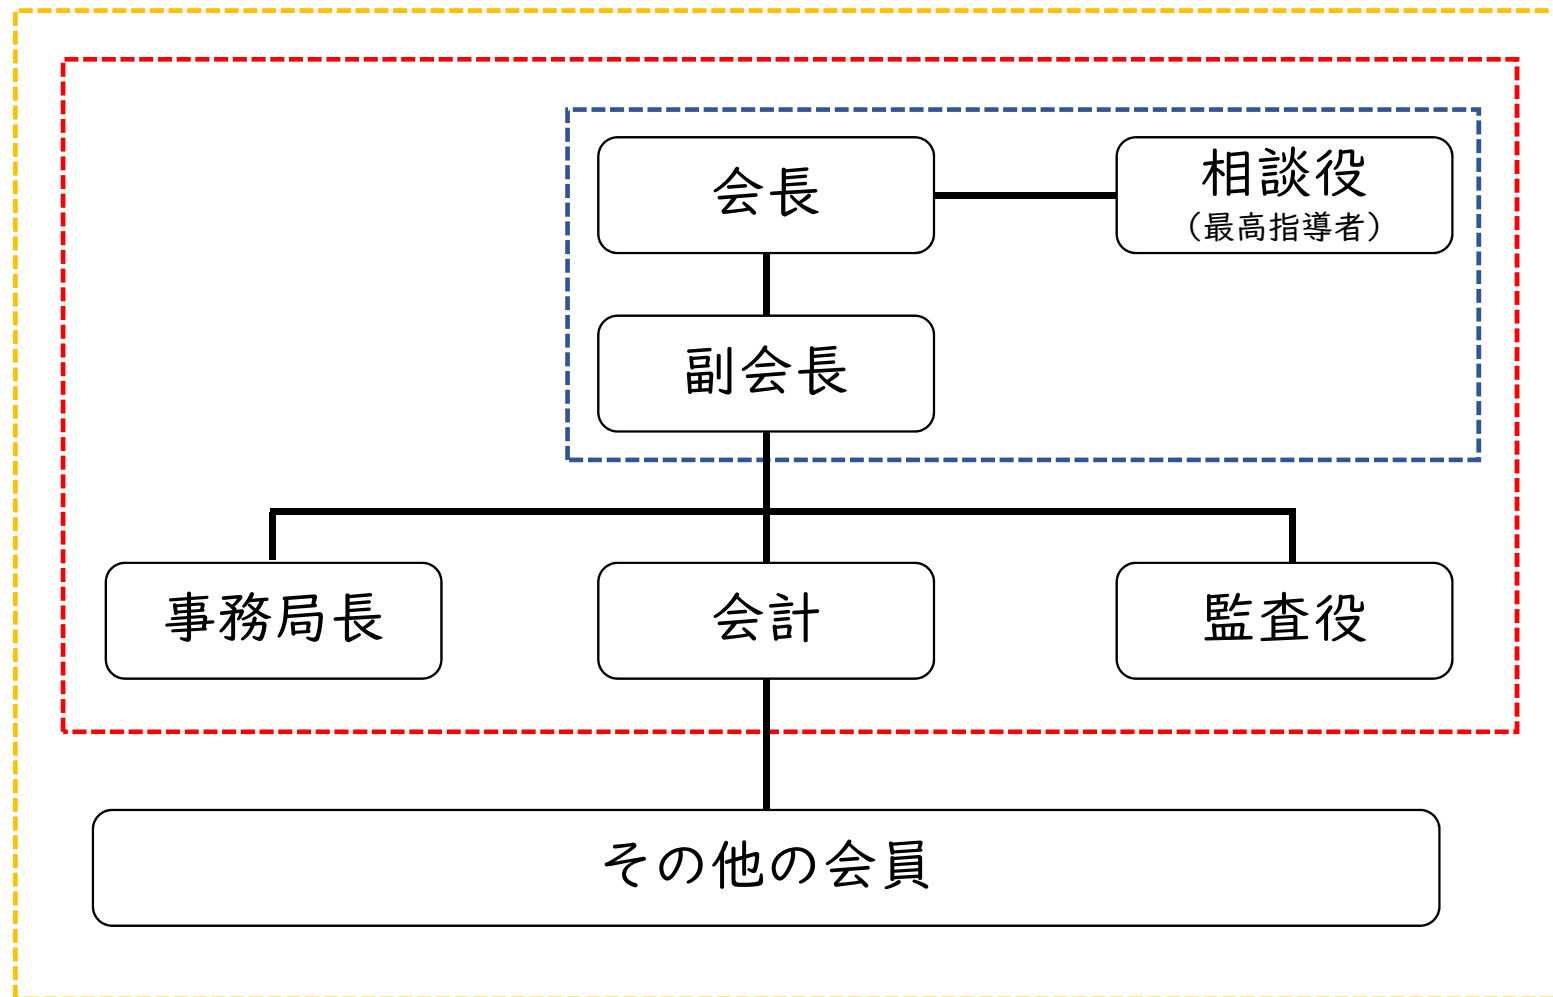 会長
相談役
（最高指導者）
副会長
事務局長
会計
監査役
その他の会員